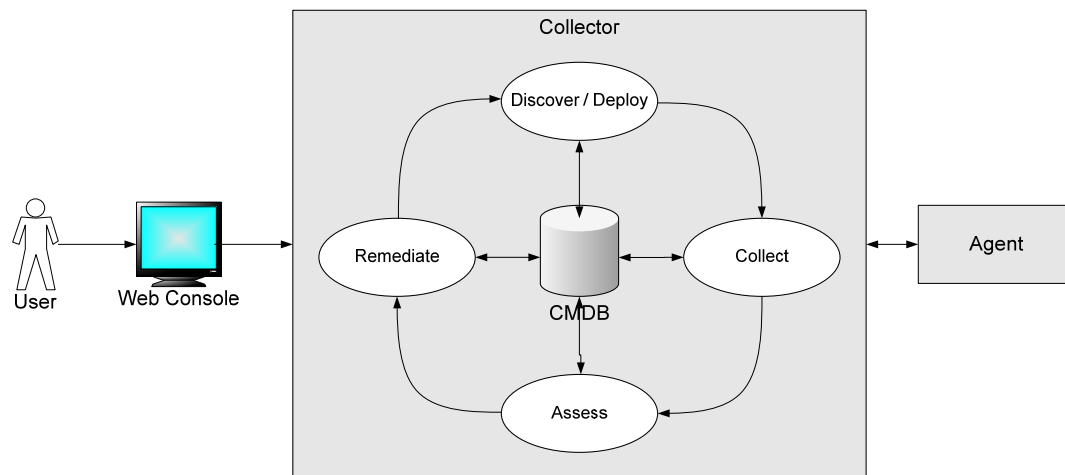 Collector
Discover / Deploy
User
Web Console
Remediate
CMDB
Collect
Agent
Assess